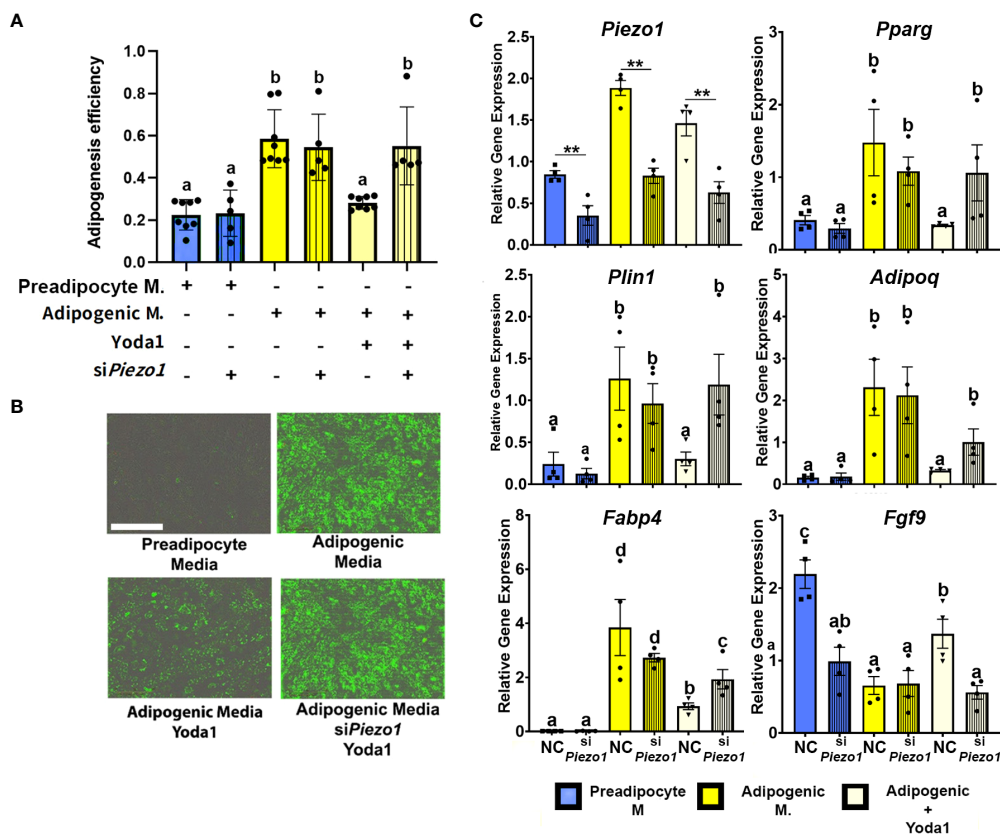 A
Adipogenesis efficiency
1.0
0.8
0.6
0.4
0.2
0.0
a a b b a b
Preadipocyte M. + + - - - -
Adipogenic M. - - + + + +
Yoda1 - - - - + +
siPiezo1 - + - + - +
B
Preadipocyte
Media
Adipogenic
Media
Adipogenic Media
Yoda1
Adipogenic Media
siPiezo1
Yoda1
C
Piezo1
Relative Gene Expression
2.5
2.0
1.5
1.0
0.5
0.0
** ** **
Pparg
Relative Gene Expression
3
2
1
0
a a b b a b
Plin1
Relative Gene Expression
2.5
2.0
1.5
1.0
0.5
0.0
a a b b a b
Adipoq
Relative Gene Expression
5
4
3
2
1
0
a a b b a b
Fabp4
Relative Gene Expression
8
6
4
2
0
a a d d b c
NC si Piezo1 NC si Piezo1 NC si Piezo1
Fgf9
Relative Gene Expression
3
2
1
0
c ab a a b a
NC si Piezo1 NC si Piezo1 NC si Piezo1
Preadipocyte
M
Adipogenic
M.
Adipogenic
+
Yoda1